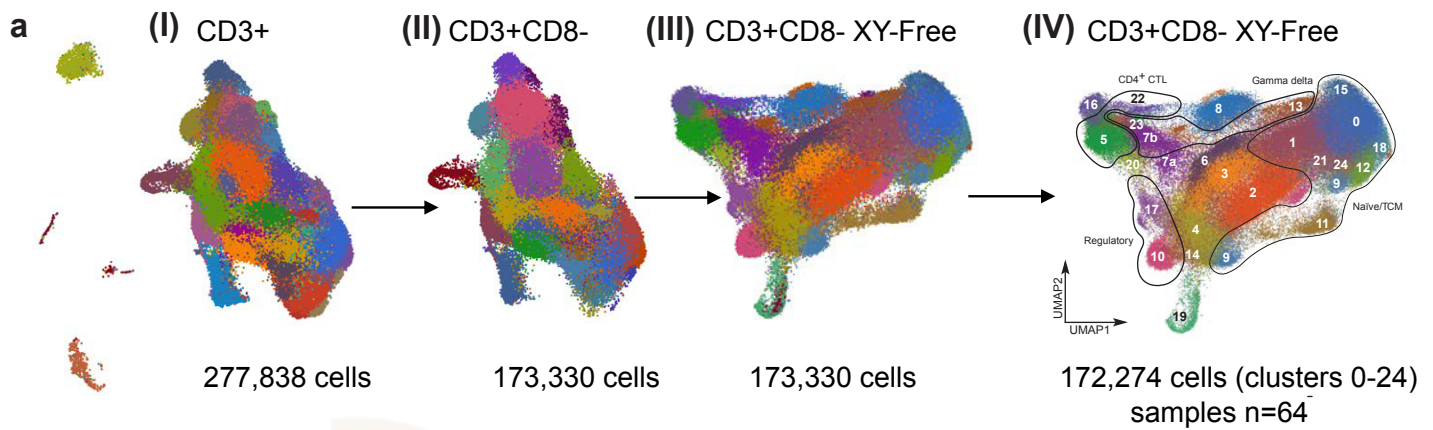 a
(I) CD3+
(II) CD3+CD8-
(III) CD3+CD8- XY-Free
(IV) CD3+CD8- XY-Free
CD4+ CTL
Gamma delta
16
22
8
13
15
0
5
23
7b
1
18
20
7a
6
21
24
12
3
9
2
17
11
Naïve/TCM
4
Regulatory
10
14
9
19
UMAP2
UMAP1
277,838 cells
173,330 cells
173,330 cells
172,274 cells (clusters 0-24)
samples n=64